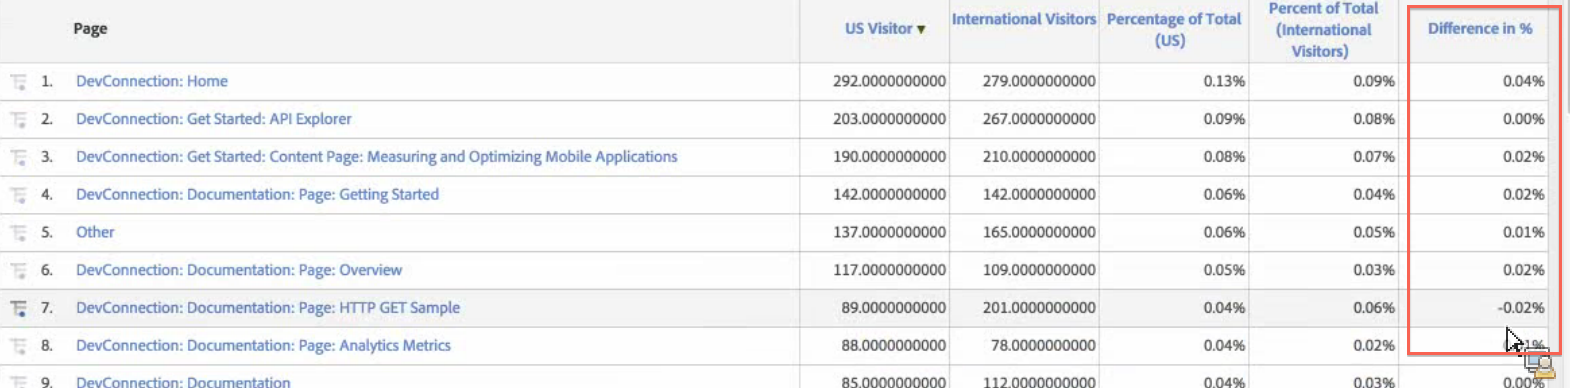 Page US Visitor▼ International Visitors Percentage of Total (US) Percent of Total (International Visitors) Difference in %
1. DevConnection: Home 292.0000000000 279.0000000000 0.13% 0.09% 0.04%
2. DevConnection: Get Started: API Explorer 203.0000000000 267.0000000000 0.09% 0.08% 0.00%
3. DevConnection: Get Started: Content Page: Measuring and Optimizing Mobile Applications 190.0000000000 210.0000000000 0.08% 0.07% 0.02%
4. DevConnection: Documentation: Page: Getting Started 142.0000000000 142.0000000000 0.06% 0.04% 0.02%
5. Other 137.0000000000 165.0000000000 0.06% 0.05% 0.01%
6. DevConnection: Documentation: Page: Overview 117.0000000000 109.0000000000 0.05% 0.03% 0.02%
7. DevConnection: Documentation: Page: HTTP GET Sample 89.0000000000 201.0000000000 0.04% 0.06% -0.02%
8. DevConnection: Documentation: Page: Analytics Metrics 88.0000000000 78.0000000000 0.04% 0.02%
9. DevConnection: Documentation 85.0000000000 112.0000000000 0.04% 0.03% 0.00%